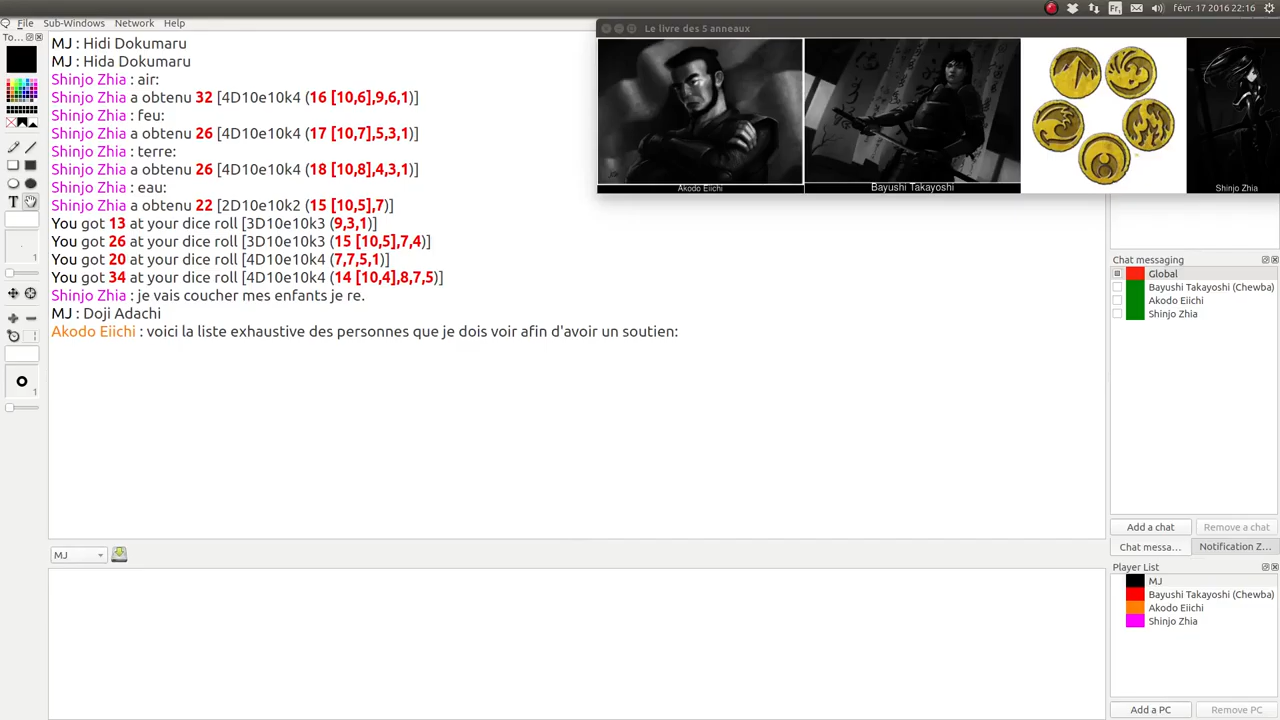 File Sub-Windows Network Help
Fr₁ Févr. 17 2016 22:16
To...
Le livre des 5 anneaux
MJ : Hidi Dokumaru
MJ : Hida Dokumaru
Shinjo Zhia : air:
Shinjo Zhia a obtenu 32 [4D10e10k4 (16 [10,6],9,6,1)]
Shinjo Zhia : feu:
Shinjo Zhia a obtenu 26 [4D10e10k4 (17 [10,7],5,3,1)]
Shinjo Zhia : terre:
Shinjo Zhia a obtenu 26 [4D10e10k4 (18 [10,8],4,3,1)]
Shinjo Zhia : eau:
Shinjo Zhia a obtenu 22 [2D10e10k2 (15 [10,5],7)]
You got 13 at your dice roll [3D10e10k3 (9,3,1)]
You got 26 at your dice roll [3D10e10k3 (15 [10,5],7,4)]
You got 20 at your dice roll [4D10e10k4 (7,7,5,1)]
You got 34 at your dice roll [4D10e10k4 (14 [10,4],8,7,5)]
Shinjo Zhia : je vais coucher mes enfants je re.
MJ : Doji Adachi
Akodo Eiichi : voici la liste exhaustive des personnes que je dois voir afin d'avoir un soutien:
Akodo Eiichi
Bayushi Takayoshi
Shinjo Zhia
T
1
1
Chat messaging
Global
Bayushi Takayoshi (Chewba)
Akodo Eiichi
Shinjo Zhia
Add a chat Remove a chat
Chat messa... Notification Z...
MJ
Player List
MJ
Bayushi Takayoshi (Chewba)
Akodo Eiichi
Shinjo Zhia
Add a PC Remove PC